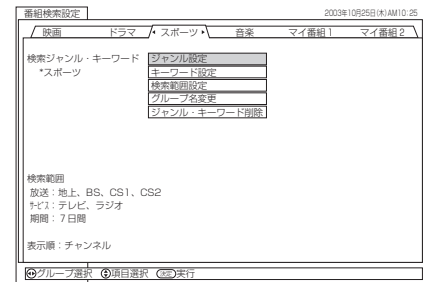 番組検索設定 2003年10月25日(木)AM10:25
映画 ドラマ スポーツ 音楽 マイ番組1 マイ番組2
検索ジャンル・キーワード ジャンル設定
*スポーツ キーワード設定
検索範囲設定
グループ名変更
ジャンル・キーワード削除
検索範囲
放送：地上、BS、CS1、CS2
ｻｰﾋﾞｽ：テレビ、ラジオ
期間：7日間
表示順：チャンネル
グループ選択 項目選択 決定 実行